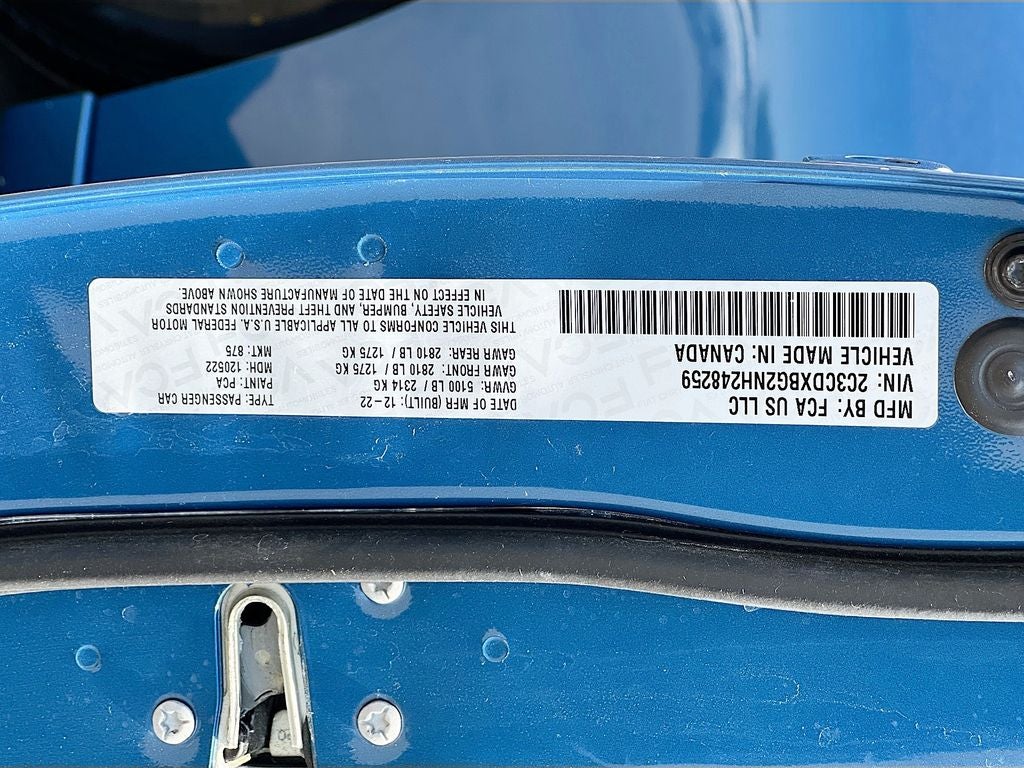 MFD BY: FCA US LLC
VIN: 2C3CDXBG2NH248259
VEHICLE MADE IN: CANADA
DATE OF MFR (BUILT): 12-22
GVWR: 5100 LB / 2314 KG
GAWR FRONT: 2810 LB / 1275 KG
GAWR REAR: 2810 LB / 1275 KG
TYPE: PASSENGER CAR
PAINT: PCA
MDH: 120522
MKT: 875
THIS VEHICLE CONFORMS TO ALL APPLICABLE U.S.A. FEDERAL MOTOR
VEHICLE SAFETY, BUMPER, AND THEFT PREVENTION STANDARDS
IN EFFECT ON THE DATE OF MANUFACTURE SHOWN ABOVE.